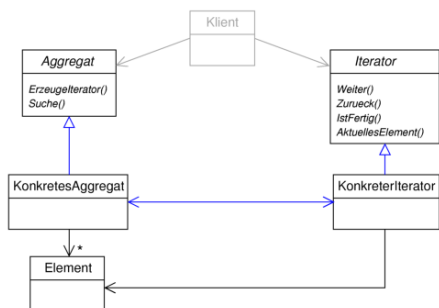 Klient
Aggregat
ErzeugeIterator()
Suche()
Iterator
Weiter()
Zurueck()
IstFertig()
AktuellesElement()
KonkretesAggregat
KonkreterIterator
*
Element